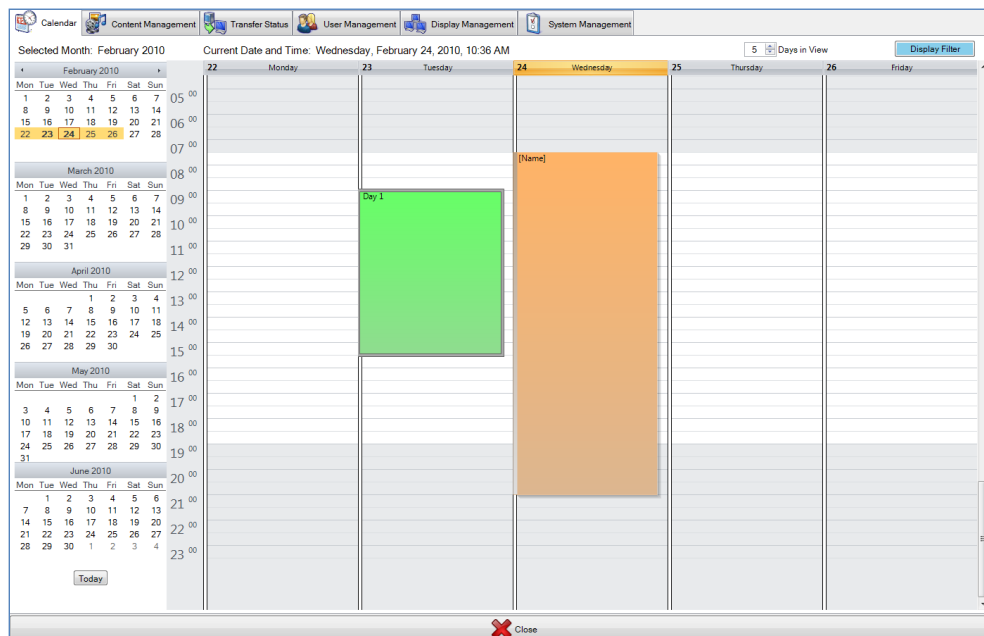 Calendar Content Management Transfer Status User Management Display Management System Management
Selected Month: February 2010 Current Date and Time: Wednesday, February 24, 2010, 10:36 AM 5 Days in View Display Filter
22 Monday 23 Tuesday 24 Wednesday 25 Thursday 26 Friday
February 2010
Mon Tue Wed Thu Fri Sat Sun
1 2 3 4 5 6 7
8 9 10 11 12 13 14
15 16 17 18 19 20 21
22 23 24 25 26 27 28
March 2010
Mon Tue Wed Thu Fri Sat Sun
1 2 3 4 5 6 7
8 9 10 11 12 13 14
15 16 17 18 19 20 21
22 23 24 25 26 27 28
29 30 31
April 2010
Mon Tue Wed Thu Fri Sat Sun
1 2 3 4
5 6 7 8 9 10 11
12 13 14 15 16 17 18
19 20 21 22 23 24 25
26 27 28 29 30
May 2010
Mon Tue Wed Thu Fri Sat Sun
1 2
3 4 5 6 7 8 9
10 11 12 13 14 15 16
17 18 19 20 21 22 23
24 25 26 27 28 29 30
31
June 2010
Mon Tue Wed Thu Fri Sat Sun
1 2 3 4 5 6
7 8 9 10 11 12 13
14 15 16 17 18 19 20
21 22 23 24 25 26 27
28 29 30 1 2 3 4
Today
05 00
06 00
07 00
08 00
09 00
10 00
11 00
12 00
13 00
14 00
15 00
16 00
17 00
18 00
19 00
20 00
21 00
22 00
23 00
Day 1
[Name]
Close